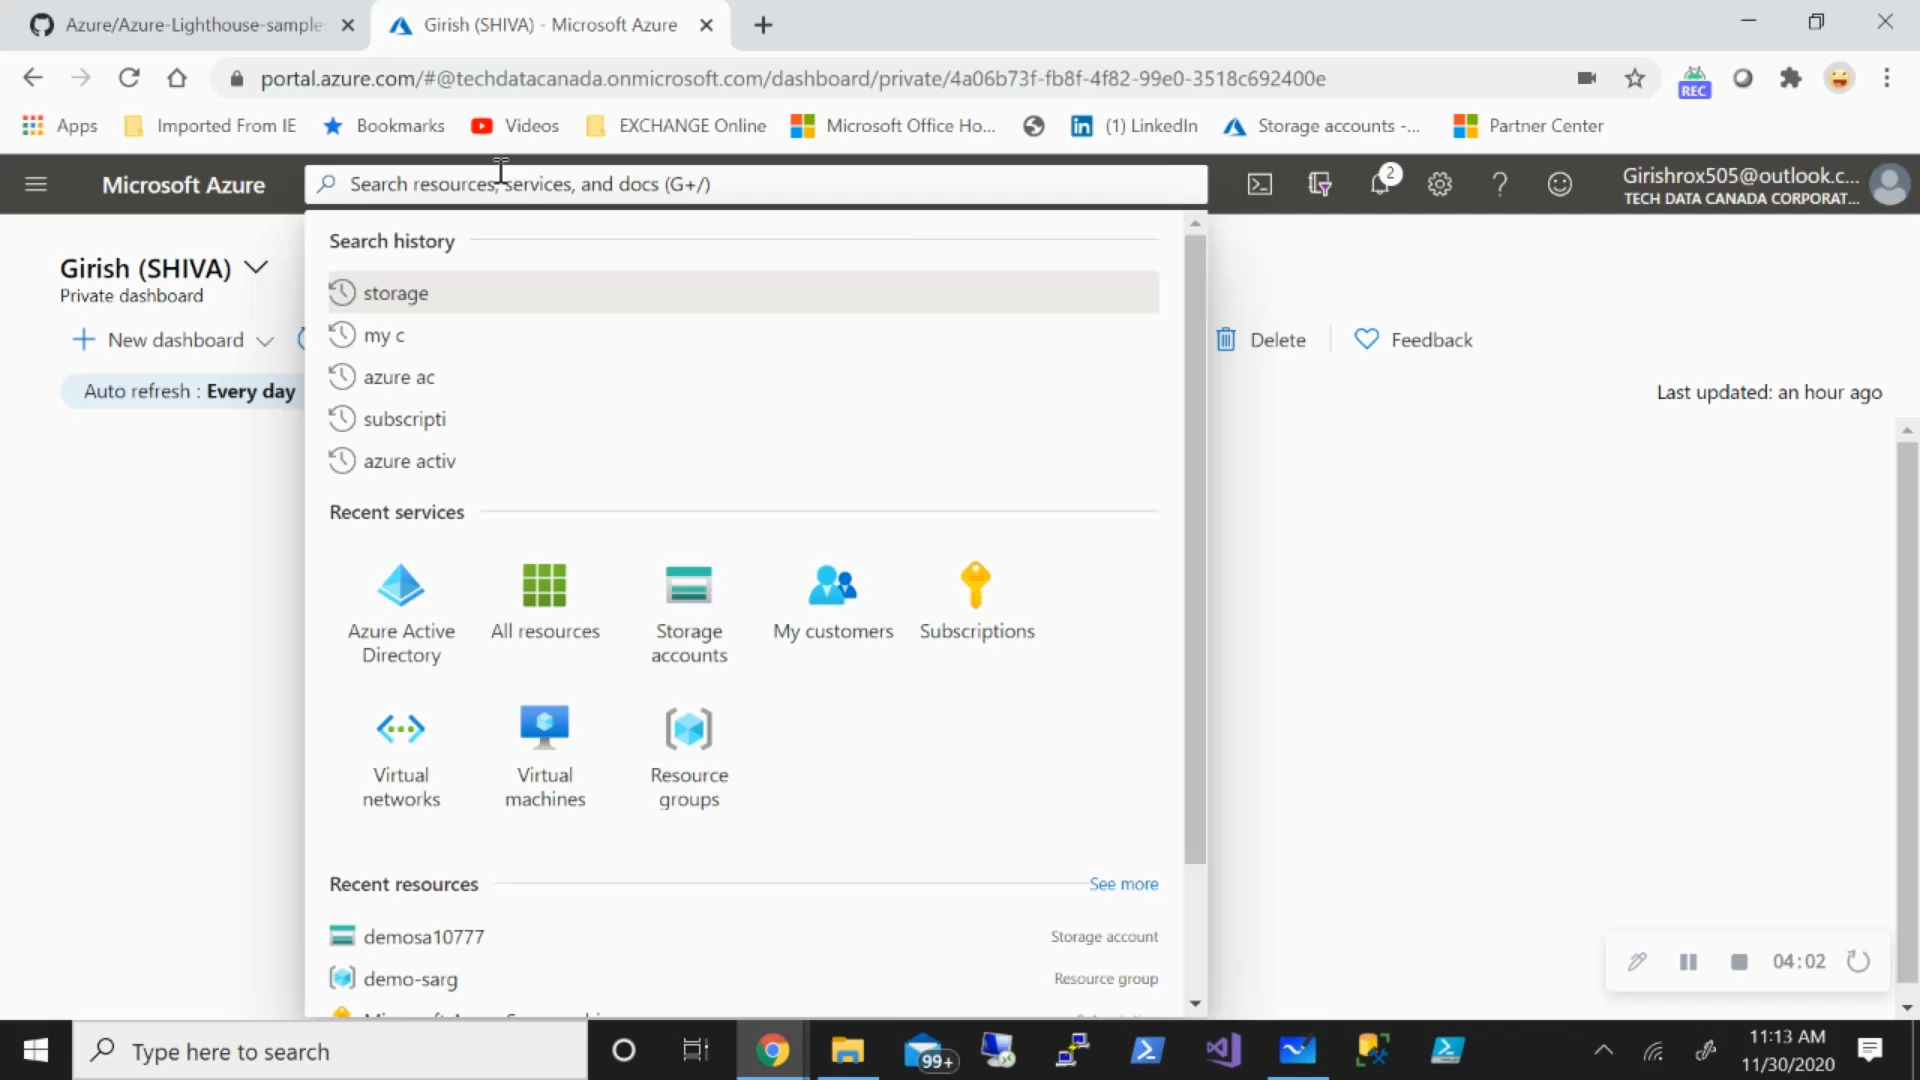 Azure/Azure-Lighthouse-sample
Girish (SHIVA) - Microsoft Azure
portal.azure.com/#@techdatacanada.onmicrosoft.com/dashboard/private/4a06b73f-fb8f-4f82-99e0-3518c692400e
REC
Apps
Imported From IE
Bookmarks
Videos
EXCHANGE Online
Microsoft Office Ho...
(1) LinkedIn
Storage accounts -...
Partner Center
Microsoft Azure
Search resources, services, and docs (G+/)
2
Girishrox505@outlook.c...
TECH DATA CANADA CORPORAT...
Girish (SHIVA)
Private dashboard
New dashboard
Delete
Feedback
Auto refresh : Every day
Last updated: an hour ago
Search history
storage
my c
azure ac
subscripti
azure activ
Recent services
Azure Active
Directory
All resources
Storage
accounts
My customers
Subscriptions
Virtual
networks
Virtual
machines
Resource
groups
Recent resources
See more
demosa10777
Storage account
demo-sarg
Resource group
04:02
Type here to search
99+
11:13 AM
11/30/2020